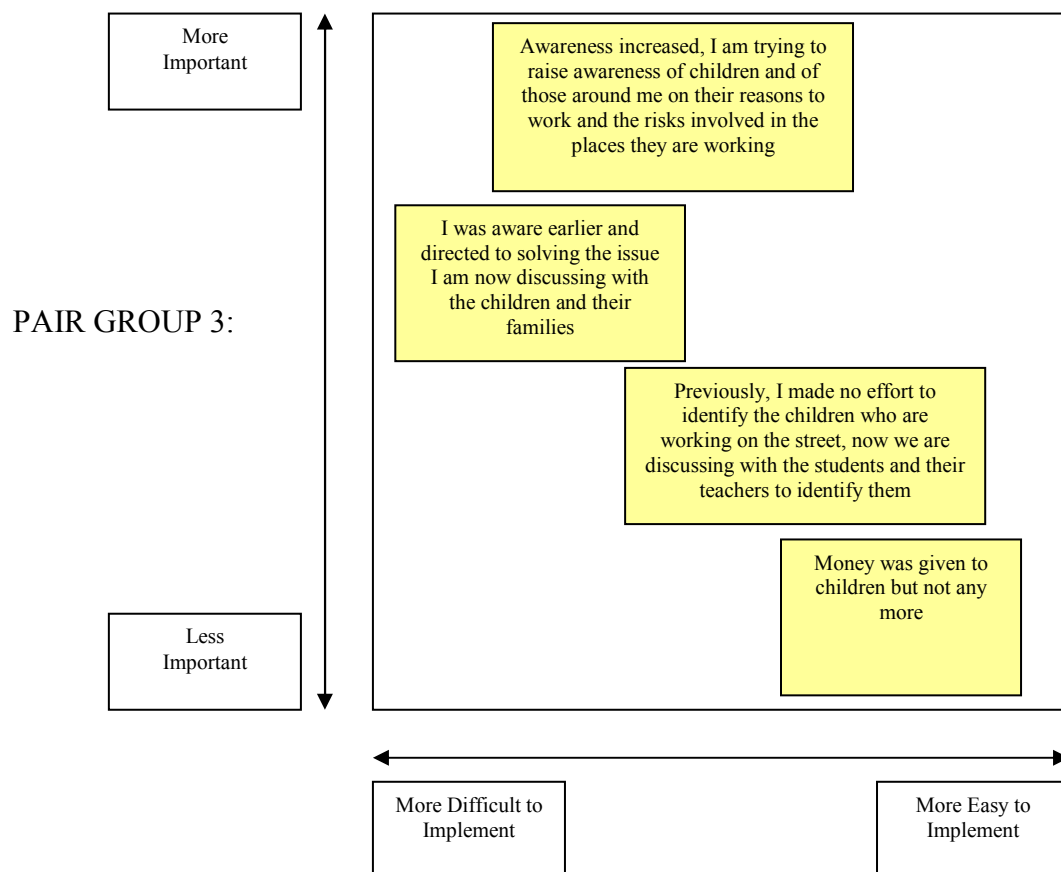 More
Important
Awareness increased, I am trying to
raise awareness of children and of
those around me on their reasons to
work and the risks involved in the
places they are working
I was aware earlier and
directed to solving the issue
I am now discussing with
the children and their
families
PAIR GROUP 3:
Previously, I made no effort to
identify the children who are
working on the street, now we are
discussing with the students and their
teachers to identify them
Money was given to
children but not any
more
Less
Important
More Difficult to
Implement
More Easy to
Implement